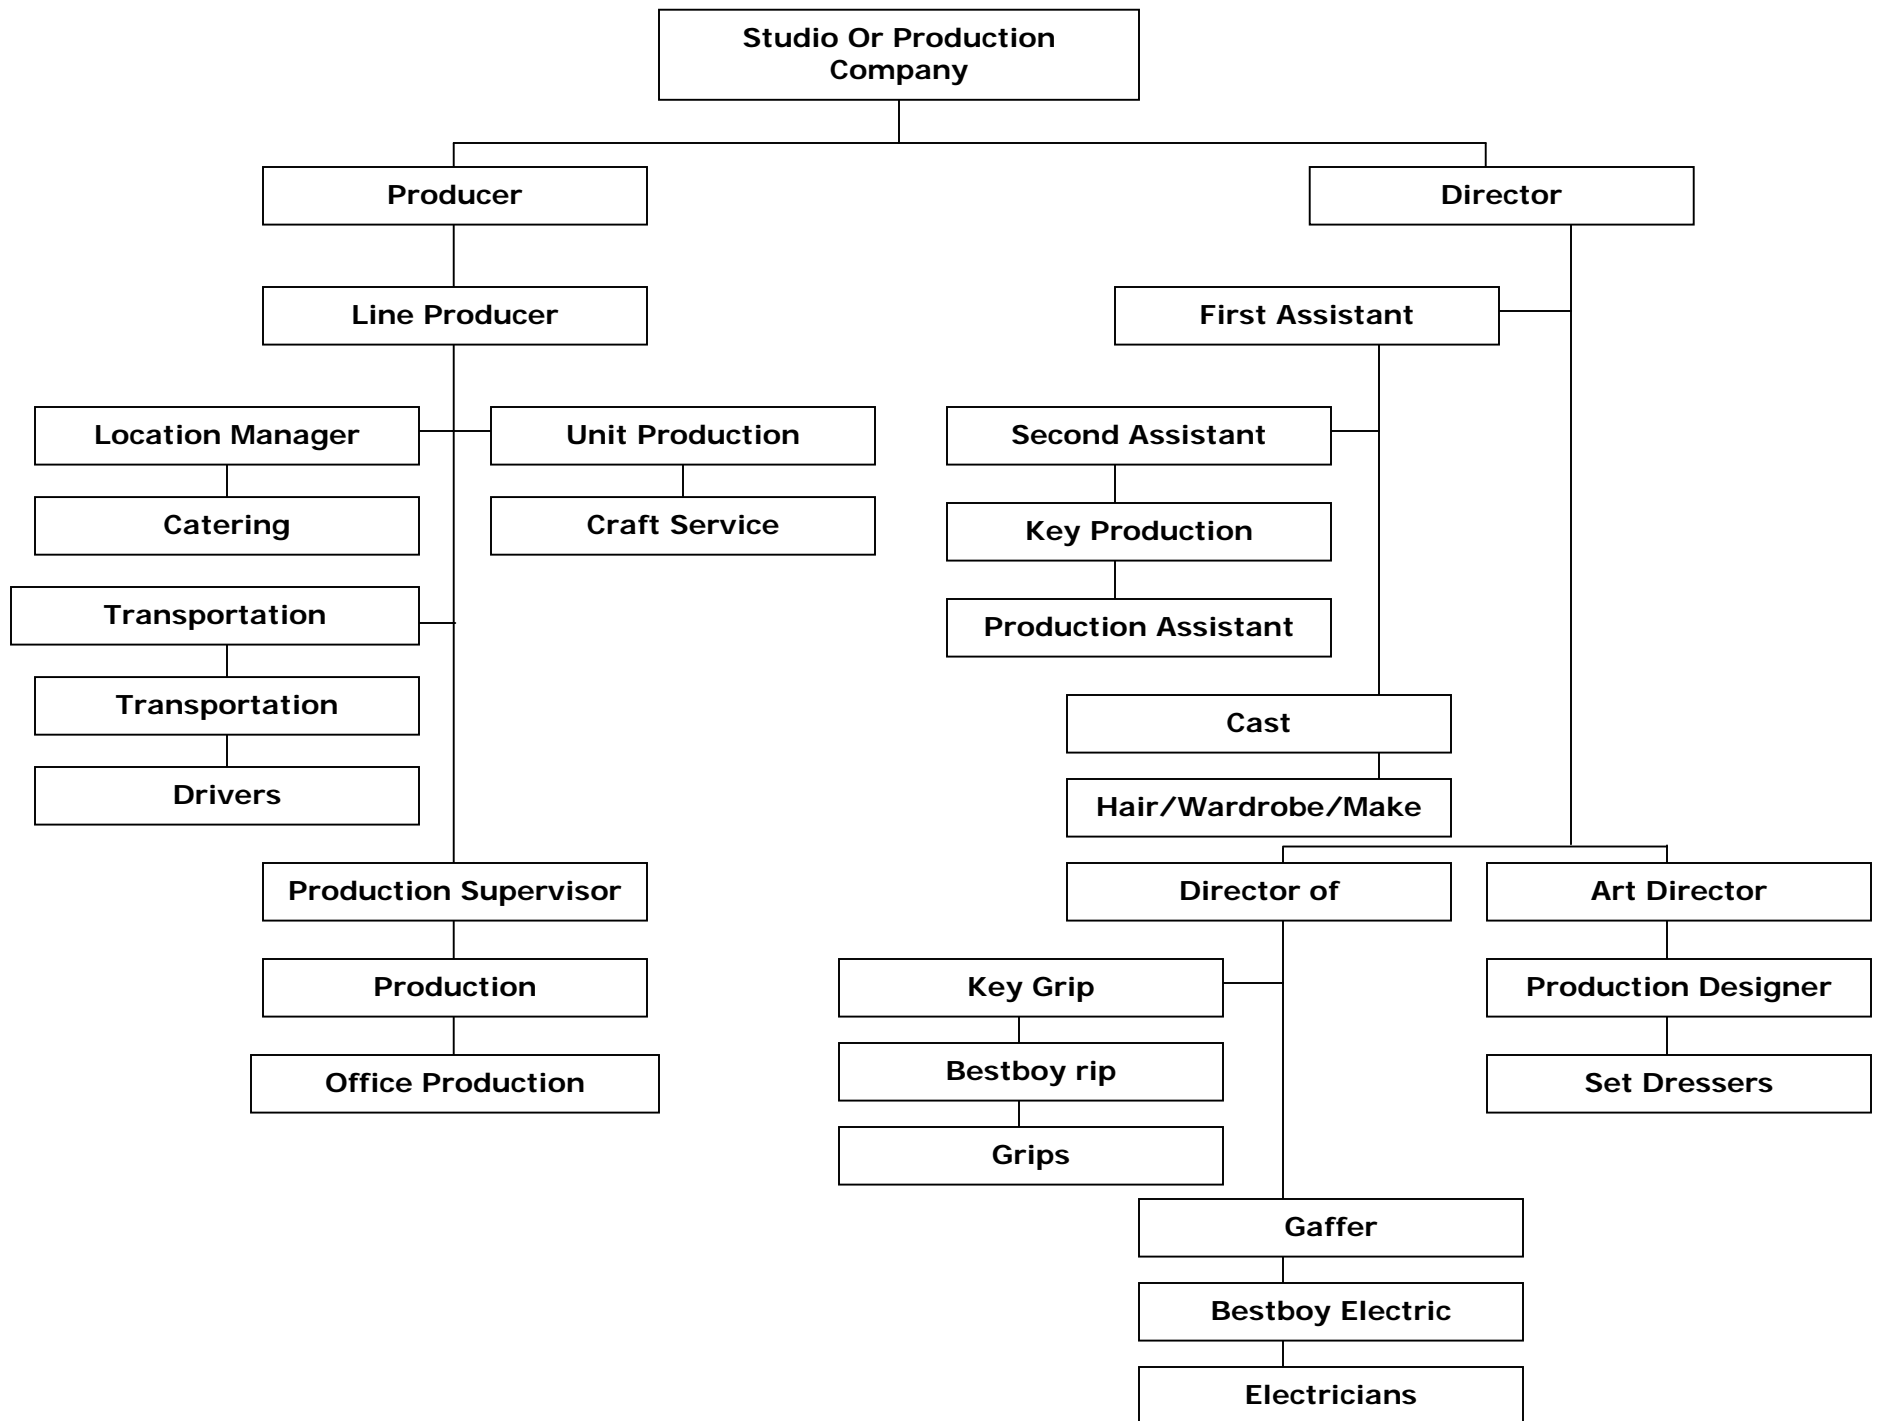 Studio Or Production
Company
Producer
Director
Line Producer
First Assistant
Location Manager
Unit Production
Second Assistant
Catering
Craft Service
Key Production
Transportation
Production Assistant
Transportation
Cast
Drivers
Hair/Wardrobe/Make
Production Supervisor
Director of
Art Director
Production
Key Grip
Production Designer
Office Production
Bestboy rip
Set Dressers
Grips
Gaffer
Bestboy Electric
Electricians